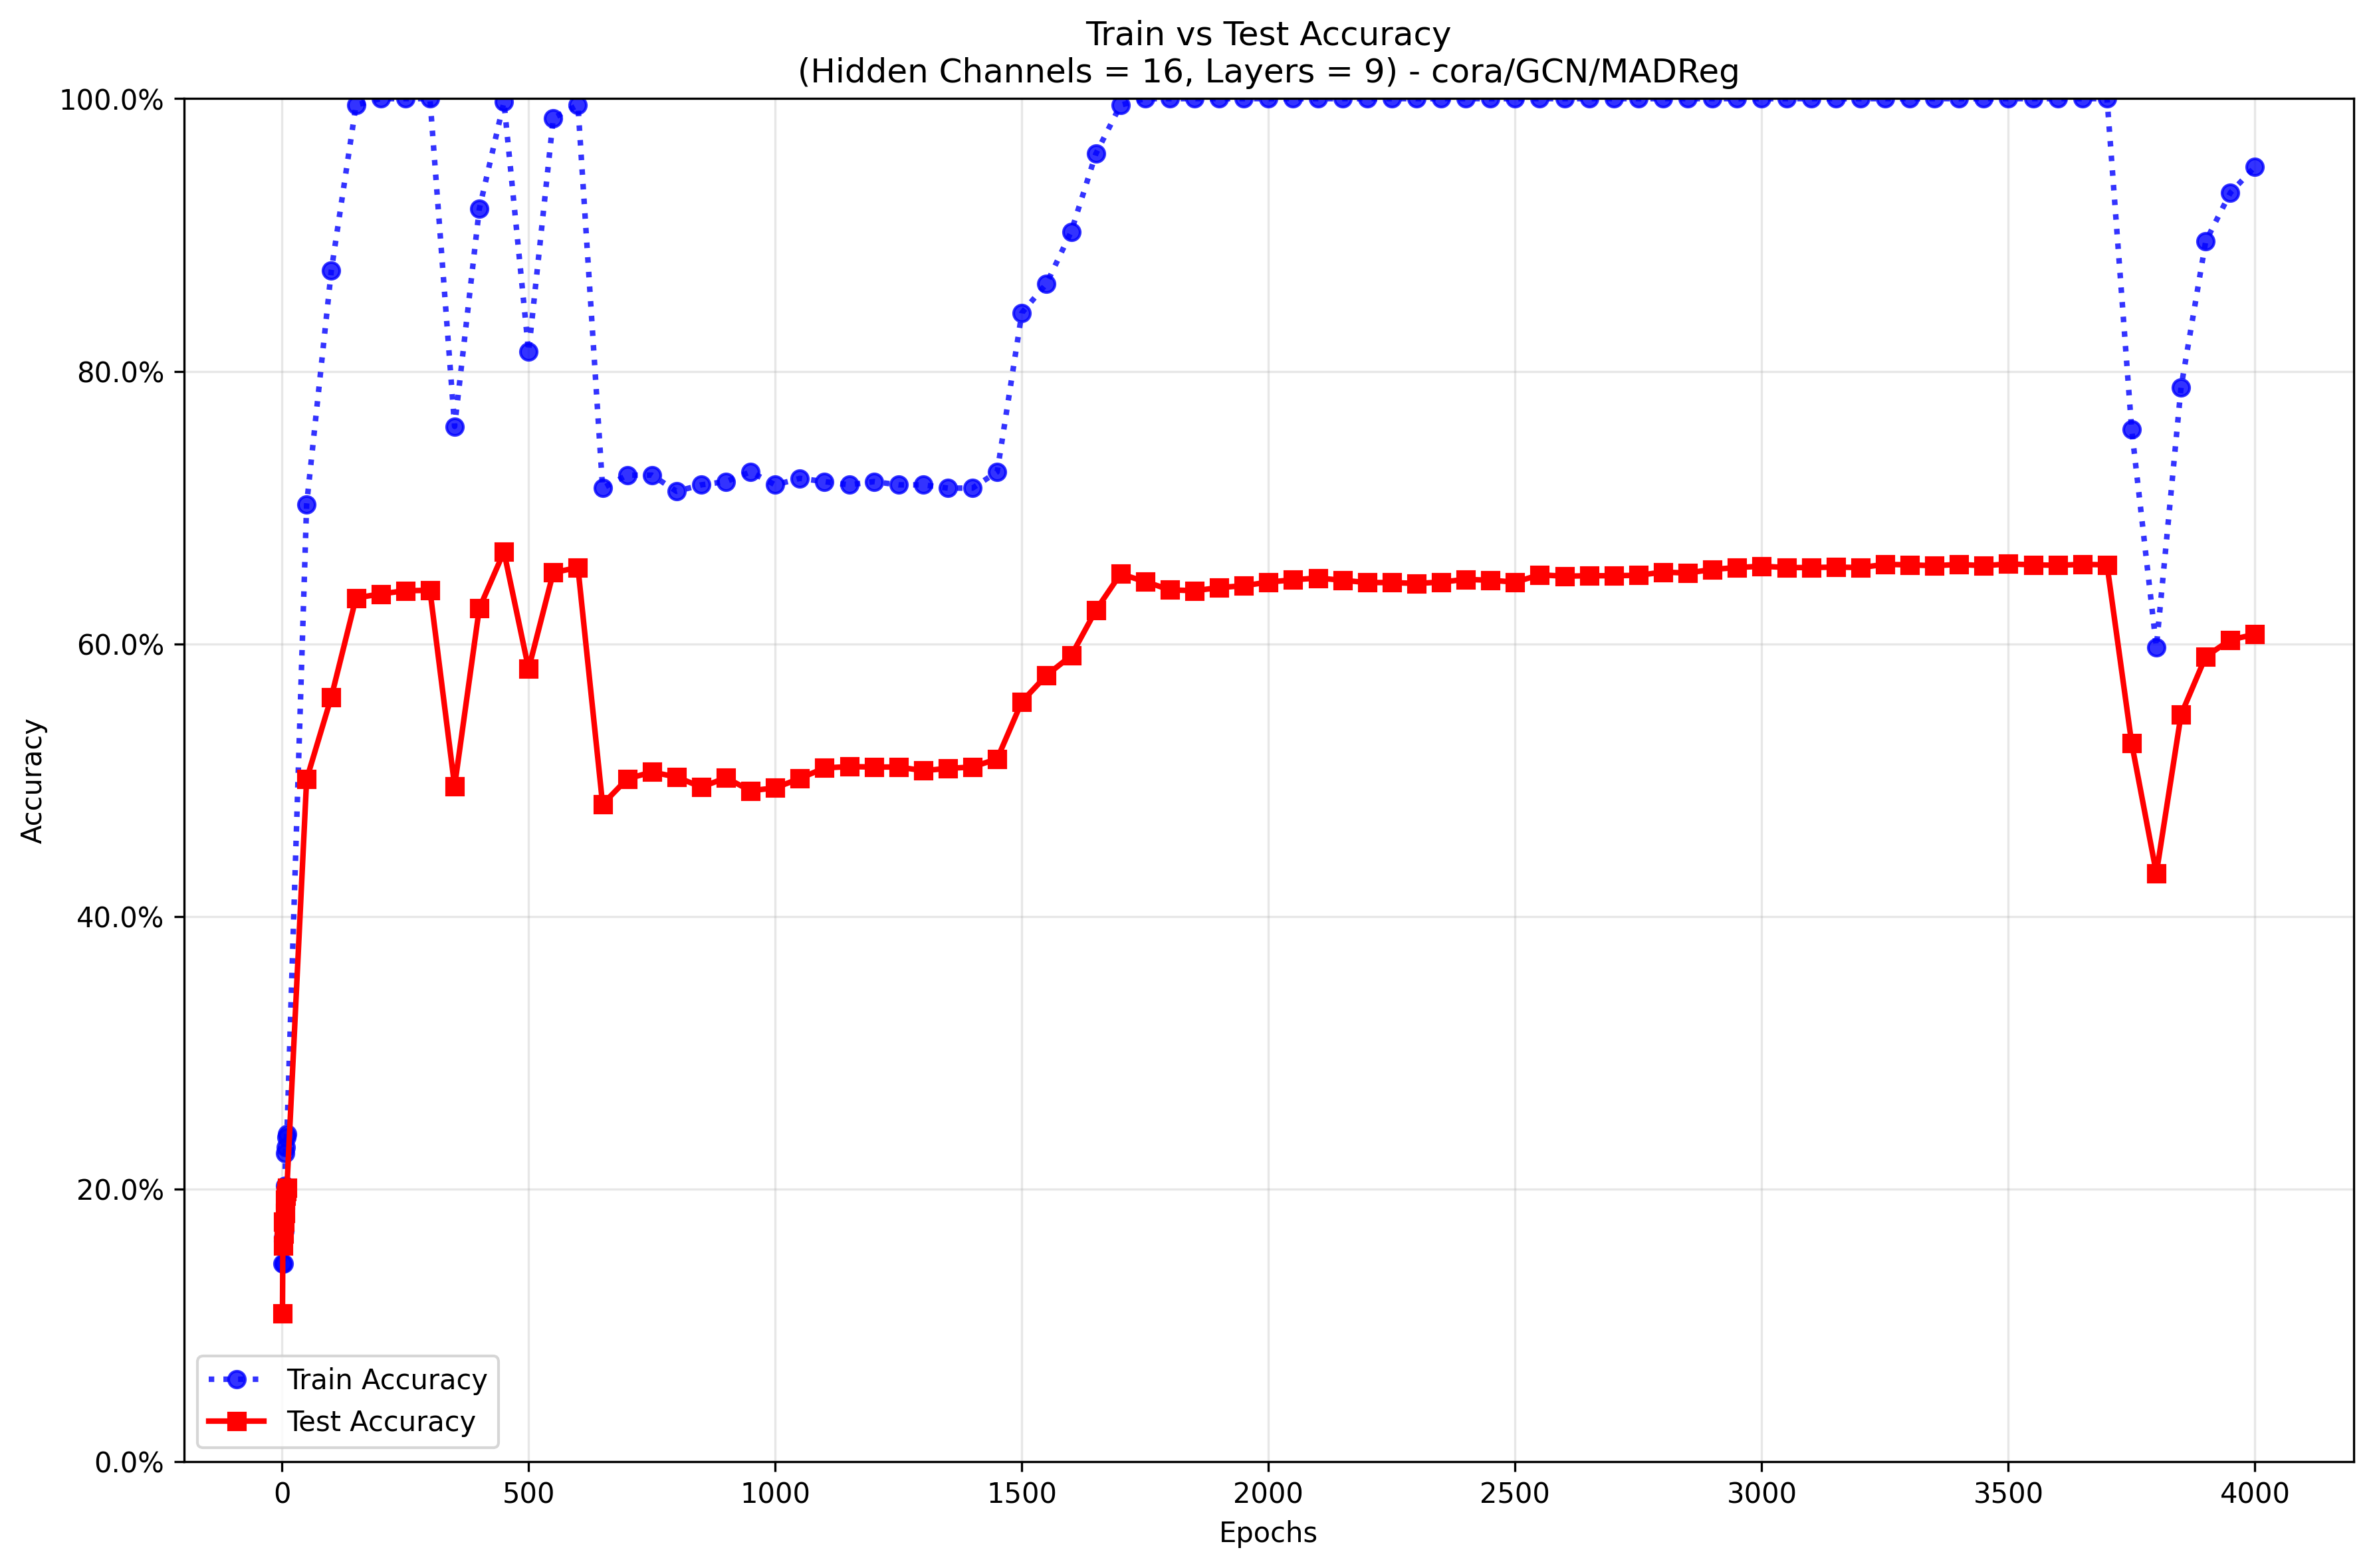 Train vs Test Accuracy
(Hidden Channels = 16, Layers = 9) - cora/GCN/MADReg
100.0%
80.0%
60.0%
40.0%
20.0%
0.0%
Accuracy
Train Accuracy
Test Accuracy
0 500 1000 1500 2000 2500 3000 3500 4000
Epochs